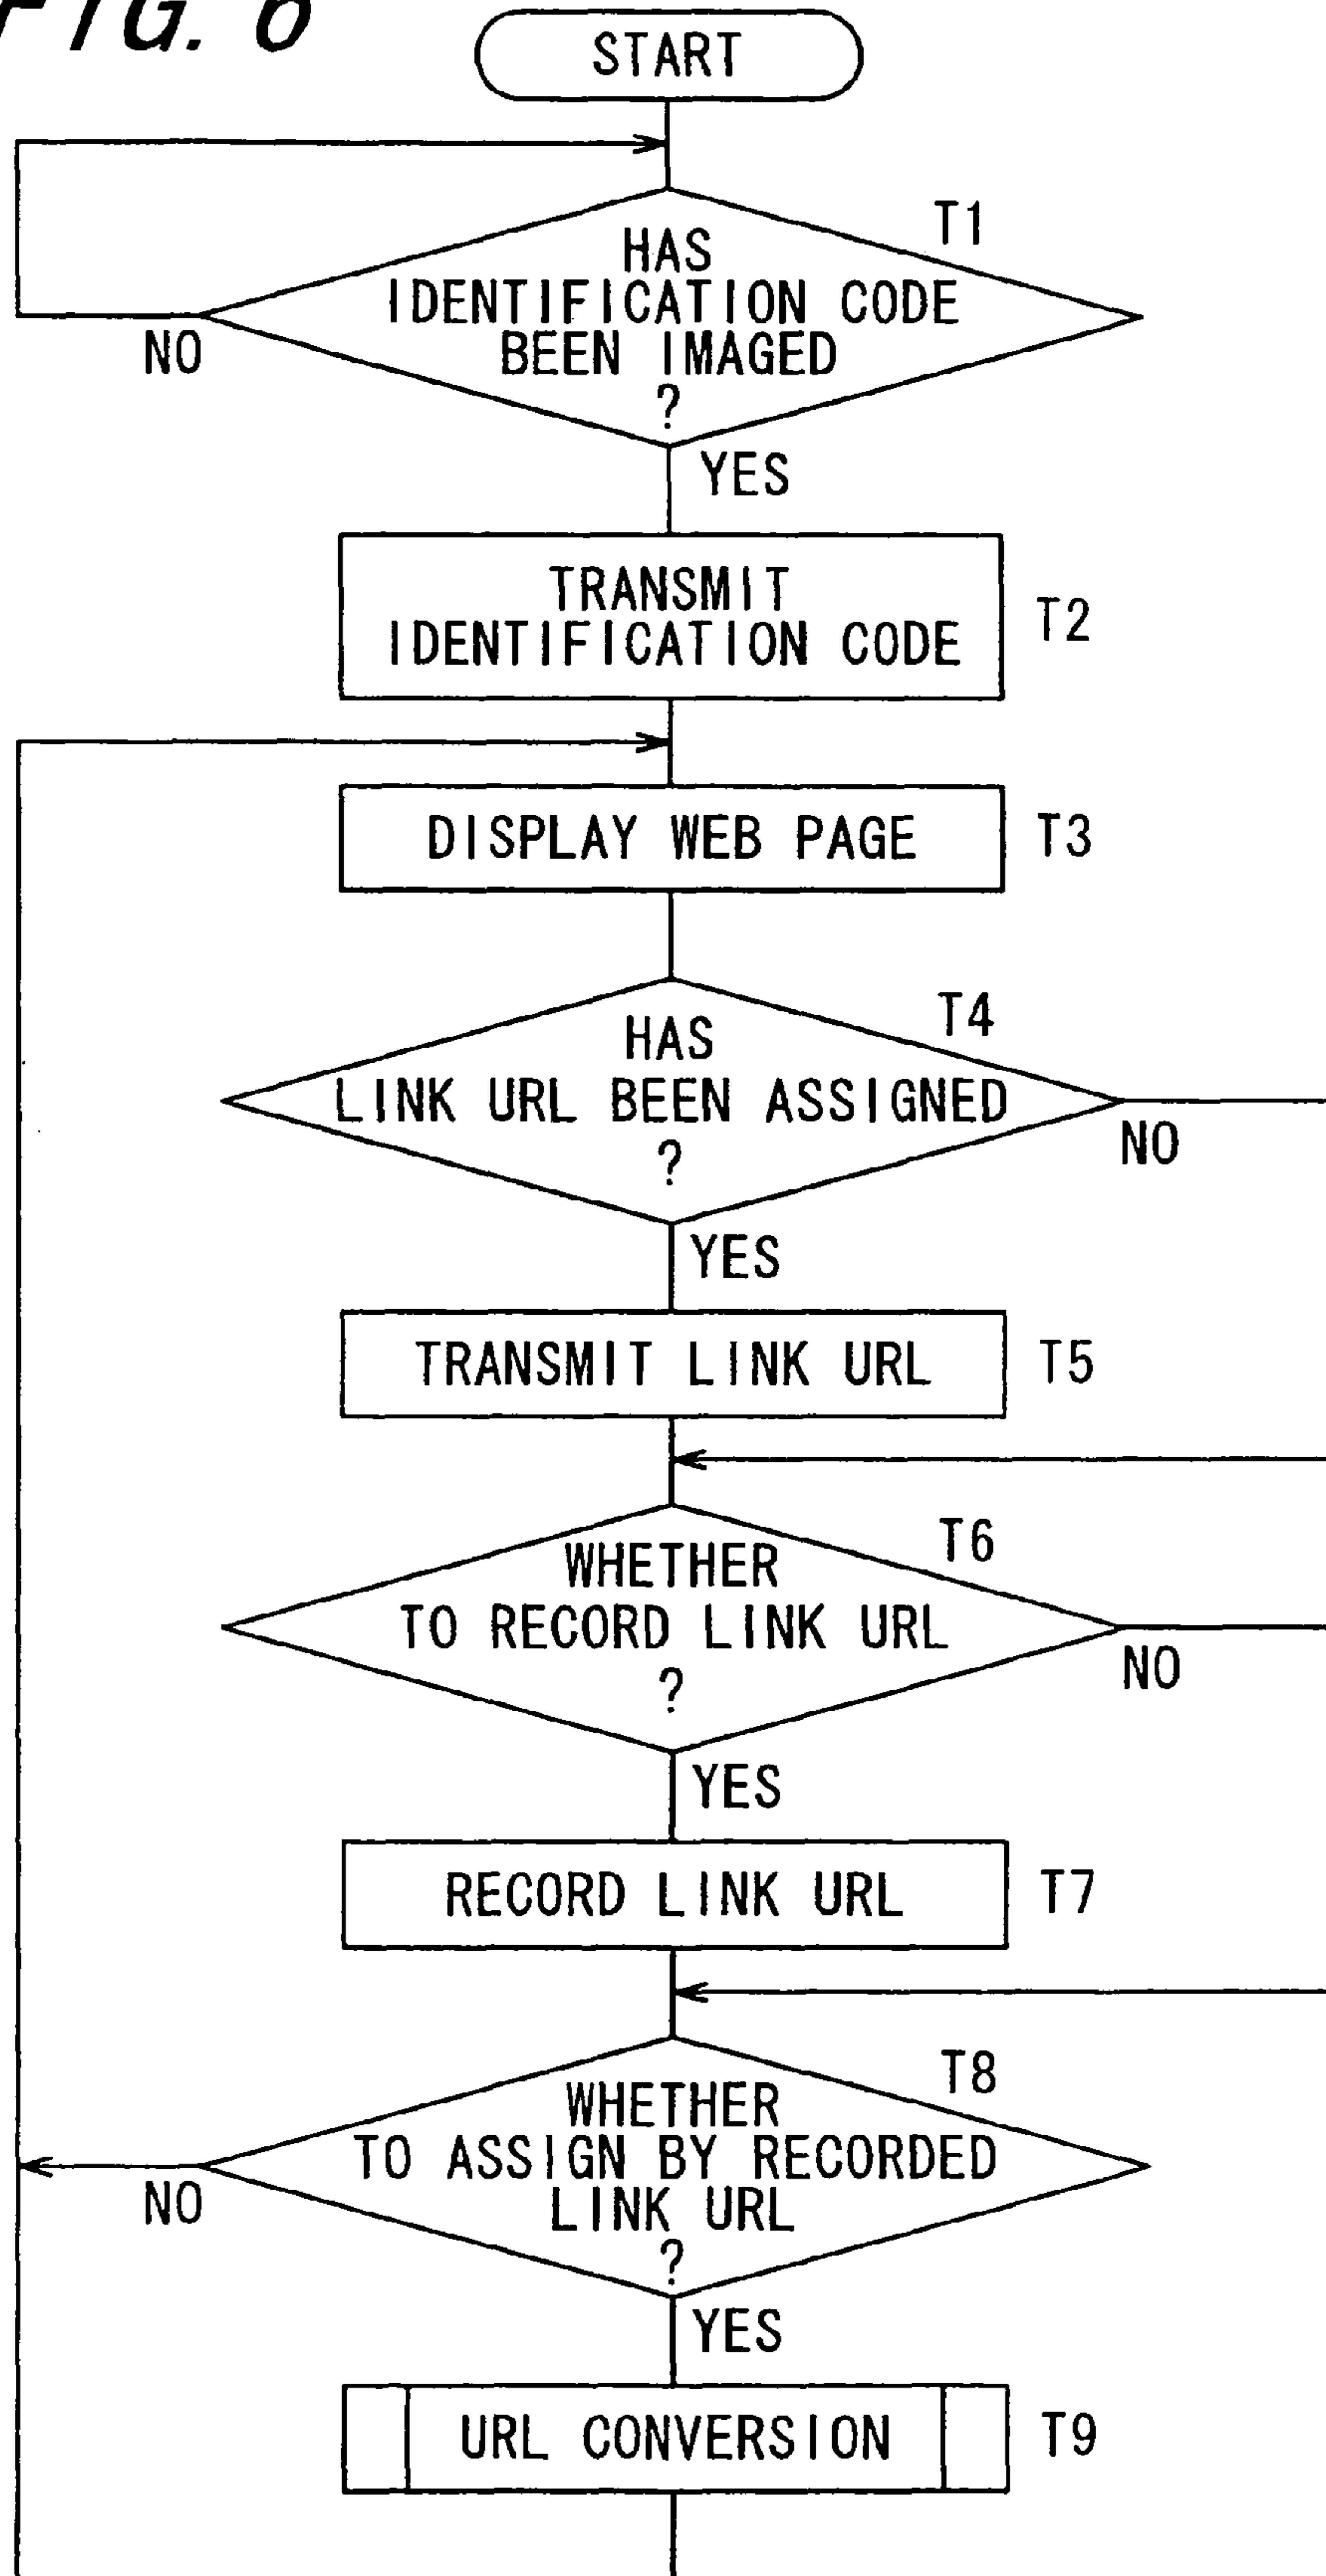 FIG. 6
START
T1
HAS
IDENTIFICATION CODE
BEEN IMAGED
?
NO
YES
TRANSMIT
IDENTIFICATION CODE
T2
DISPLAY WEB PAGE
T3
T4
HAS
LINK URL BEEN ASSIGNED
?
NO
YES
TRANSMIT LINK URL
T5
T6
WHETHER
TO RECORD LINK URL
?
NO
YES
RECORD LINK URL
T7
T8
WHETHER
TO ASSIGN BY RECORDED
LINK URL
?
NO
YES
URL CONVERSION
T9